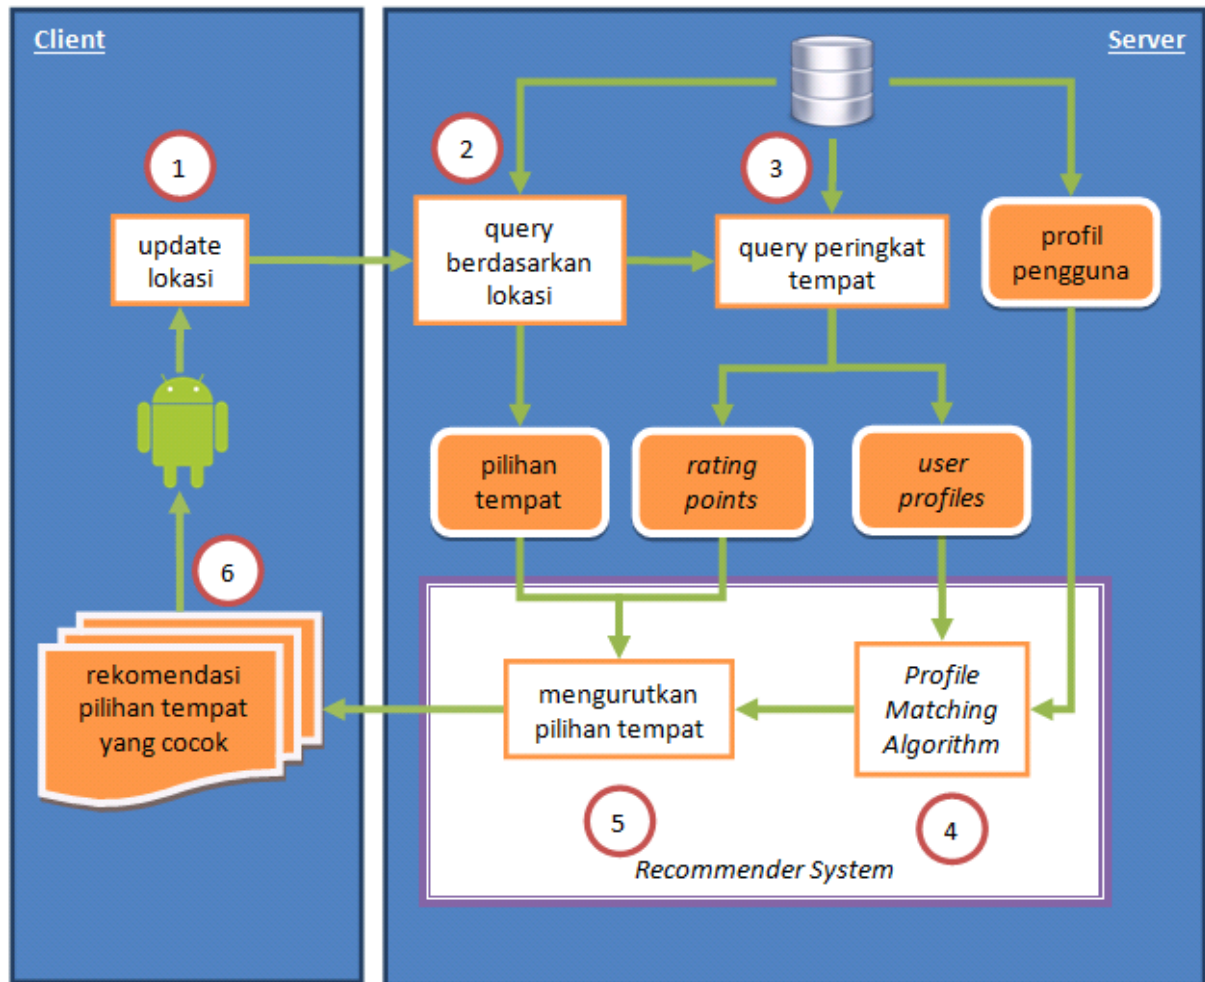 Client
Server
1
update
lokasi
2
query
berdasarkan
lokasi
3
query peringkat
tempat
profil
pengguna
pilihan
tempat
rating
points
user
profiles
6
rekomendasi
pilihan tempat
yang cocok
mengurutkan
pilihan tempat
Profile
Matching
Algorithm
5
4
Recommender System